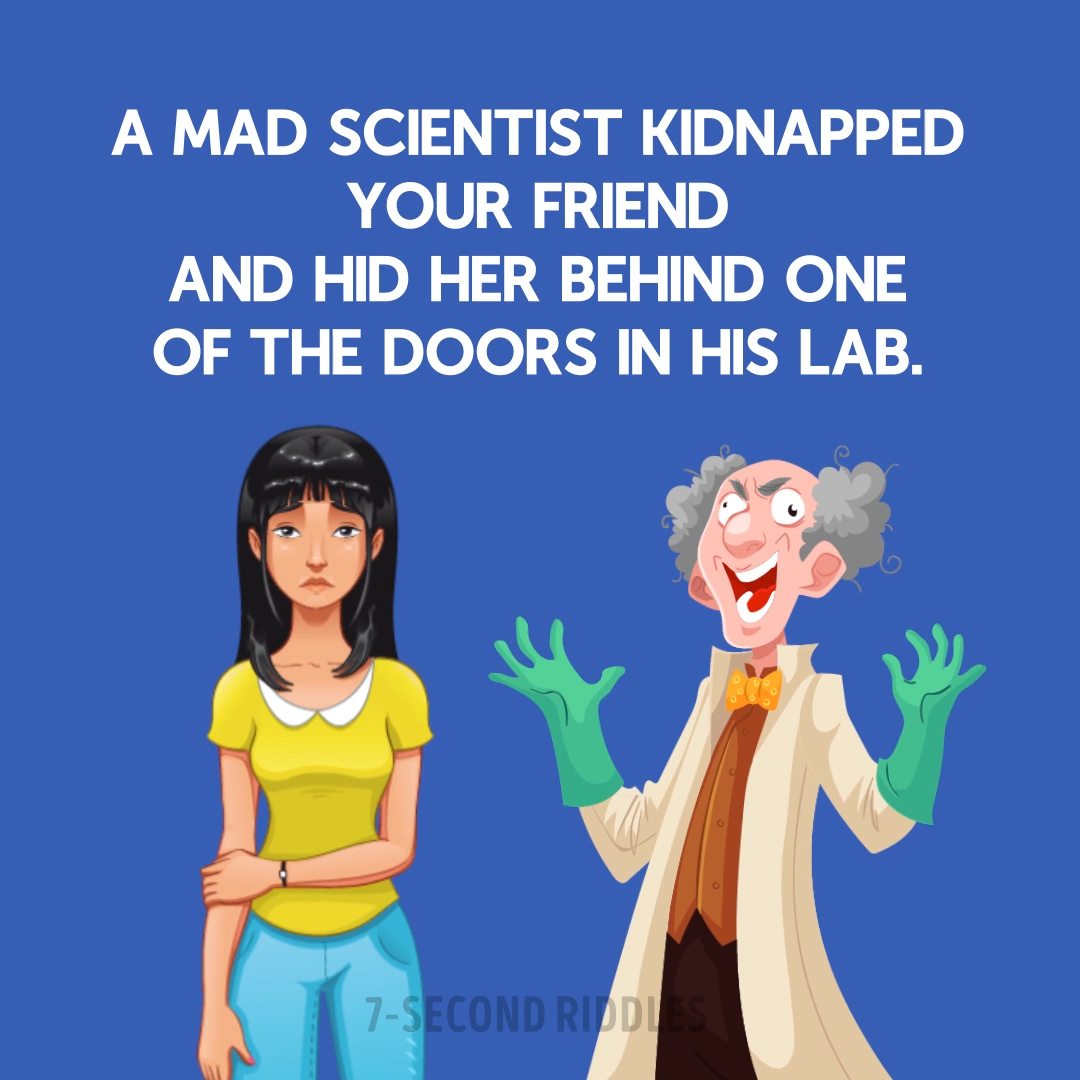 A MAD SCIENTIST KIDNAPPED
YOUR FRIEND
AND HID HER BEHIND ONE
OF THE DOORS IN HIS LAB.
7-SECOND RIDDLES